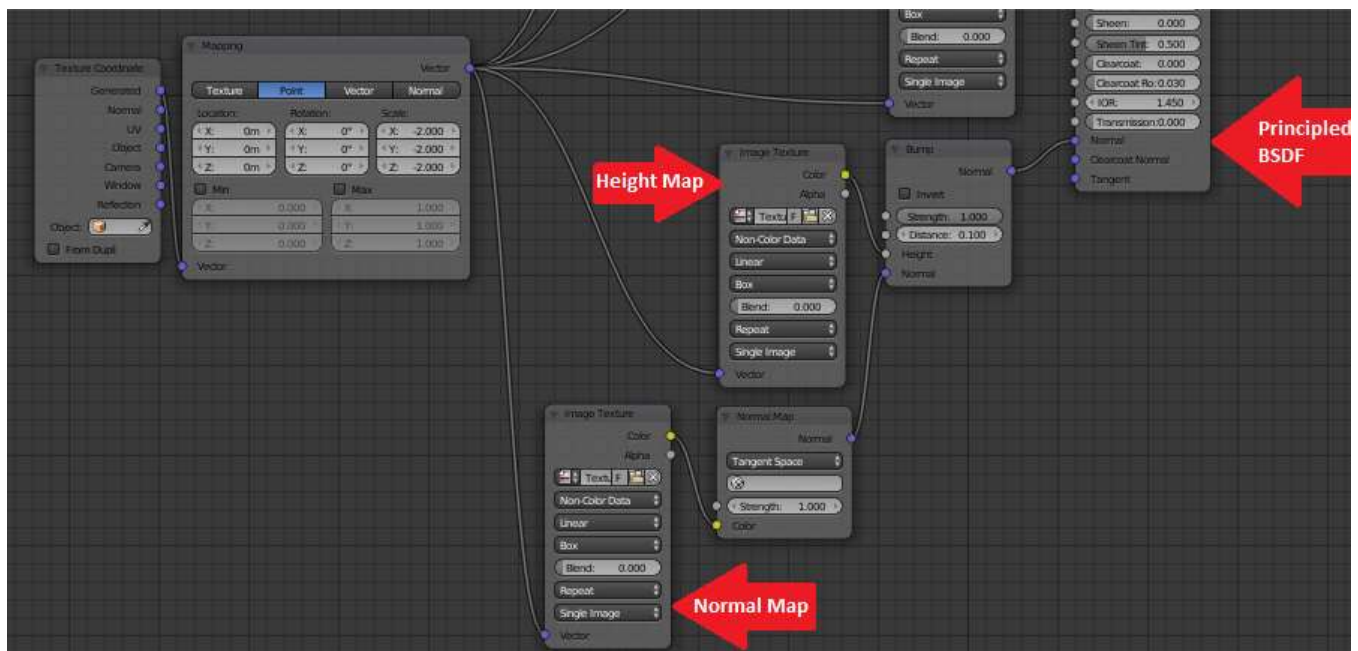 Texture Coordinate
Generated
Normal
UV
Object
Camera
Window
Reflection
Object:
From Dupli
Mapping
Vector
Texture Point Vector Normal
Location: Rotation: Scale:
X: 0m X: 0° X: -2.000
Y: 0m Y: 0° Y: -2.000
Z: 0m Z: 0° Z: -2.000
Min Max
X: 0.000 X: 1.000
Y: 0.000 Y: 1.000
Z: 0.000 Z: 1.000
Vector
Box
Blend: 0.000
Repeat
Single Image
Vector
Sheen: 0.000
Sheen Tint: 0.500
Clearcoat: 0.000
Clearcoat Ro: 0.030
IOR: 1.450
Transmission: 0.000
Normal
Clearcoat Normal
Tangent
Principled
BSDF
Height Map
Image Texture
Color
Alpha
Textu F
Non-Color Data
Linear
Box
Blend: 0.000
Repeat
Single Image
Vector
Bump
Normal
Invert
Strength: 1.000
Distance: 0.100
Height
Normal
Image Texture
Color
Alpha
Textu F
Non-Color Data
Linear
Box
Blend: 0.000
Repeat
Single Image
Vector
Normal Map
Normal
Tangent Space
Strength: 1.000
Color
Normal Map